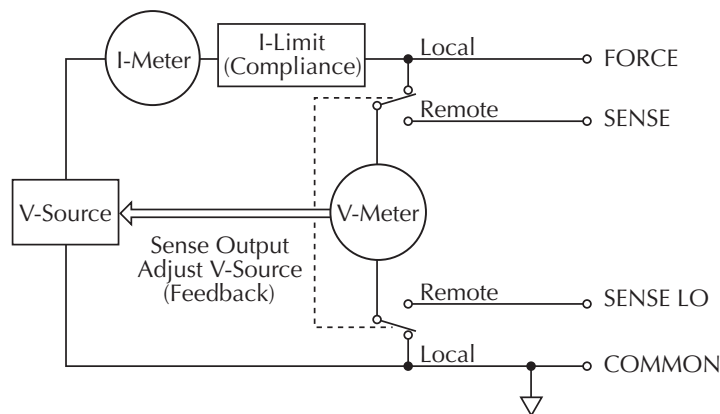 I-Meter
I-Limit
(Compliance)
Local
FORCE
Remote
SENSE
V-Source
V-Meter
Sense Output
Adjust V-Source
(Feedback)
Remote
SENSE LO
Local
COMMON